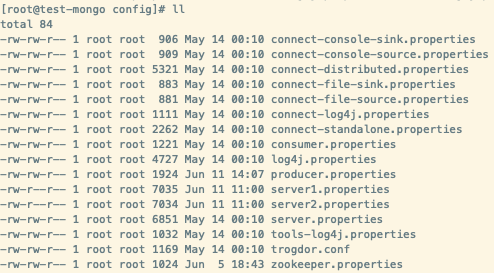 [root@test-mongo config]# ll
total 84
-rw-rw-r-- 1 root root  906 May 14 00:10 connect-console-sink.properties
-rw-rw-r-- 1 root root  909 May 14 00:10 connect-console-source.properties
-rw-rw-r-- 1 root root 5321 May 14 00:10 connect-distributed.properties
-rw-rw-r-- 1 root root  883 May 14 00:10 connect-file-sink.properties
-rw-rw-r-- 1 root root  881 May 14 00:10 connect-file-source.properties
-rw-rw-r-- 1 root root 1111 May 14 00:10 connect-log4j.properties
-rw-rw-r-- 1 root root 2262 May 14 00:10 connect-standalone.properties
-rw-rw-r-- 1 root root 1221 May 14 00:10 consumer.properties
-rw-rw-r-- 1 root root 4727 May 14 00:10 log4j.properties
-rw-rw-r-- 1 root root 1924 Jun 11 14:07 producer.properties
-rw-r--r-- 1 root root 7035 Jun 11 11:00 server1.properties
-rw-r--r-- 1 root root 7034 Jun 11 11:00 server2.properties
-rw-rw-r-- 1 root root 6851 May 14 00:10 server.properties
-rw-rw-r-- 1 root root 1032 May 14 00:10 tools-log4j.properties
-rw-rw-r-- 1 root root 1169 May 14 00:10 trogdor.conf
-rw-rw-r-- 1 root root 1024 Jun  5 18:43 zookeeper.properties